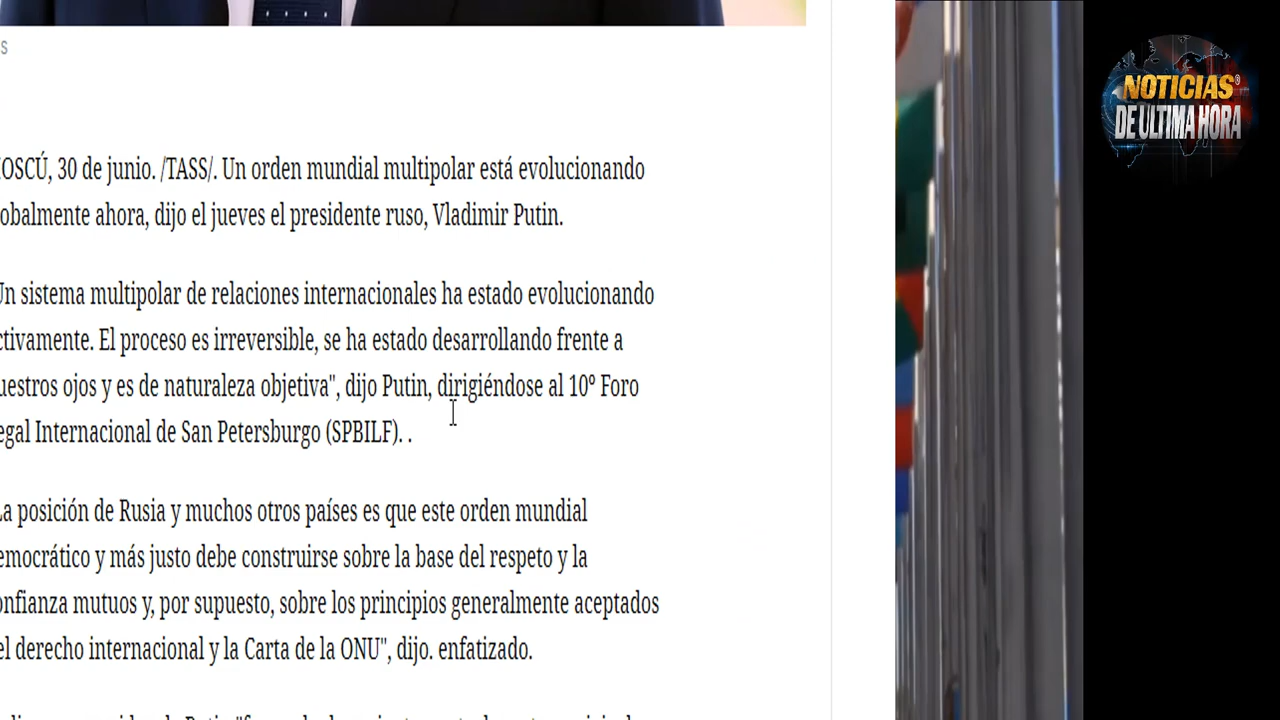 s
NOTICIAS®
DE ULTIMA HORA
OSCÚ, 30 de junio. /TASS/. Un orden mundial multipolar está evolucionando
obalmente ahora, dijo el jueves el presidente ruso, Vladimir Putin.
Un sistema multipolar de relaciones internacionales ha estado evolucionando
ctivamente. El proceso es irreversible, se ha estado desarrollando frente a
uestros ojos y es de naturaleza objetiva", dijo Putin, dirigiéndose al 10º Foro
egal Internacional de San Petersburgo (SPBILF). .
La posición de Rusia y muchos otros países es que este orden mundial
emocrático y más justo debe construirse sobre la base del respeto y la
onfianza mutuos y, por supuesto, sobre los principios generalmente aceptados
el derecho internacional y la Carta de la ONU", dijo. enfatizado.